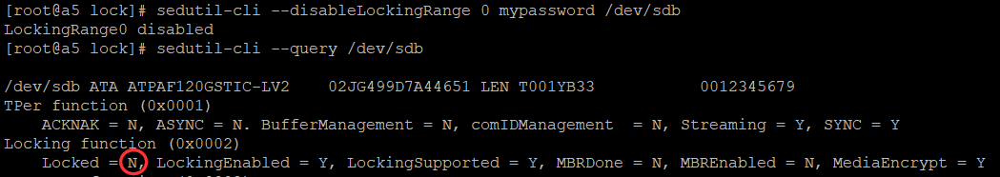 [root@a5 lock]# sedutil-cli --disableLockingRange 0 mypassword /dev/sdb
LockingRange0 disabled
[root@a5 lock]# sedutil-cli --query /dev/sdb
/dev/sdb ATA ATPAF120GSTIC-LV2 02JG499D7A44651 LEN T001YB33 0012345679
TPer function (0x0001)
ACKNAK = N, ASYNC = N. BufferManagement = N, comIDManagement = N, Streaming = Y, SYNC = Y
Locking function (0x0002)
Locked = N, LockingEnabled = Y, LockingSupported = Y, MBRDone = N, MBREnabled = N, MediaEncrypt = Y